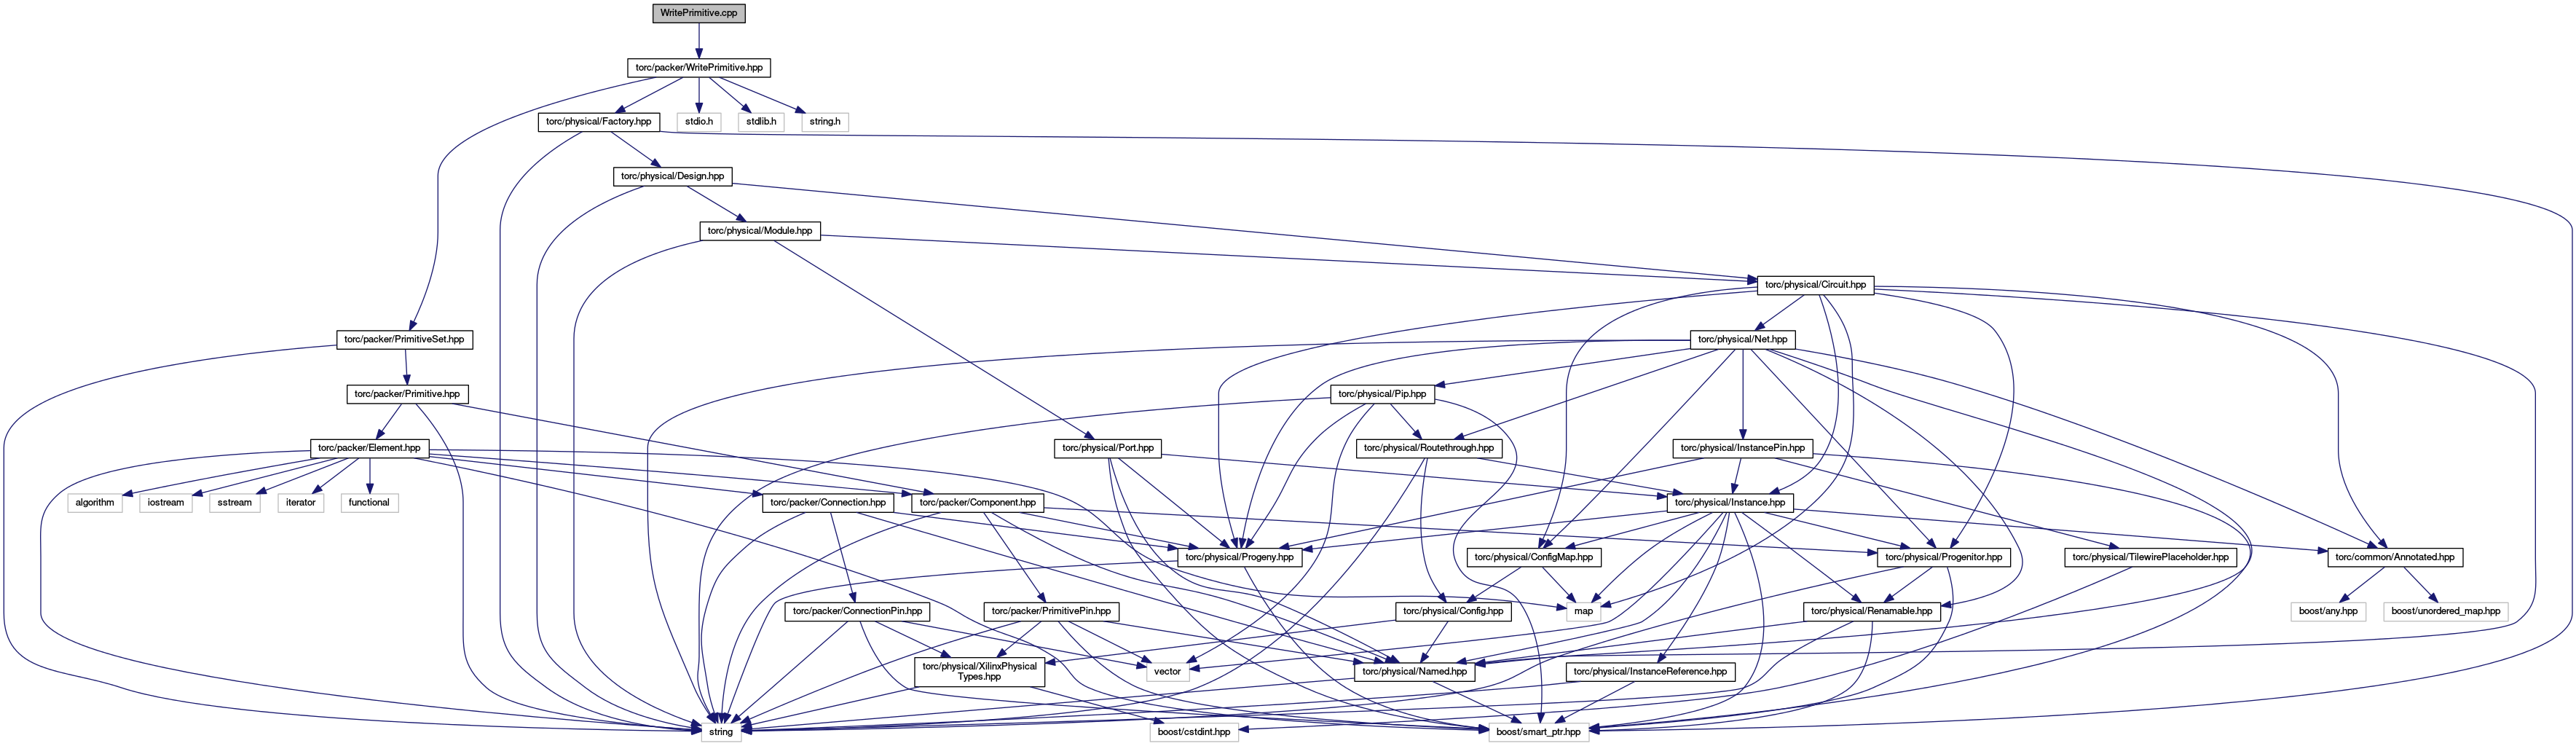 WritePrimitive.cpp
torc/packer/WritePrimitive.hpp
torc/physical/Factory.hpp
stdio.h
stdlib.h
string.h
torc/physical/Design.hpp
torc/physical/Module.hpp
torc/physical/Circuit.hpp
torc/packer/PrimitiveSet.hpp
torc/physical/Net.hpp
torc/packer/Primitive.hpp
torc/physical/Pip.hpp
torc/packer/Element.hpp
torc/physical/Port.hpp
torc/physical/Routethrough.hpp
torc/physical/InstancePin.hpp
algorithm
iostream
sstream
iterator
functional
torc/packer/Connection.hpp
torc/packer/Component.hpp
torc/physical/Instance.hpp
torc/physical/Progeny.hpp
torc/physical/ConfigMap.hpp
torc/physical/Progenitor.hpp
torc/physical/TilewirePlaceholder.hpp
torc/common/Annotated.hpp
torc/packer/ConnectionPin.hpp
torc/packer/PrimitivePin.hpp
torc/physical/Config.hpp
map
torc/physical/Renamable.hpp
boost/any.hpp
boost/unordered_map.hpp
torc/physical/XilinxPhysical
Types.hpp
vector
torc/physical/Named.hpp
torc/physical/InstanceReference.hpp
string
boost/cstdint.hpp
boost/smart_ptr.hpp